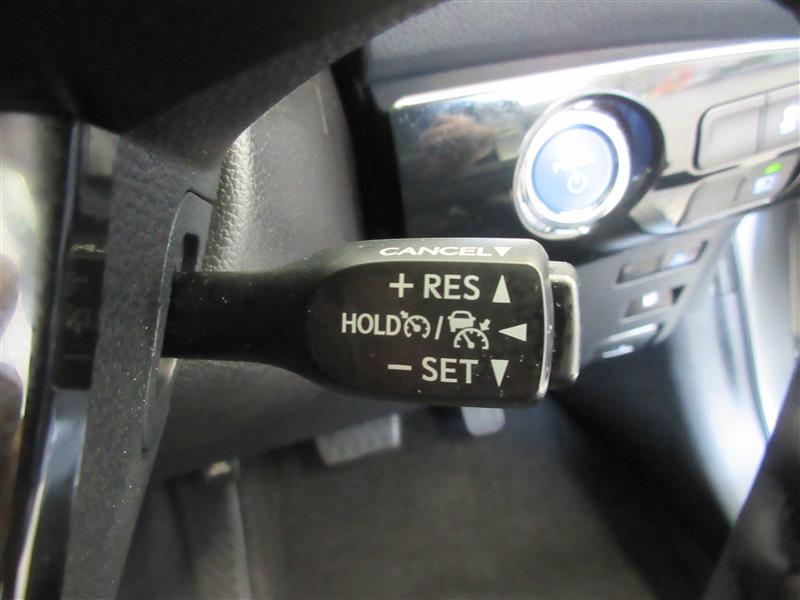 CANCEL▼
+ RES ▲
HOLD / ◄
− SET ▼